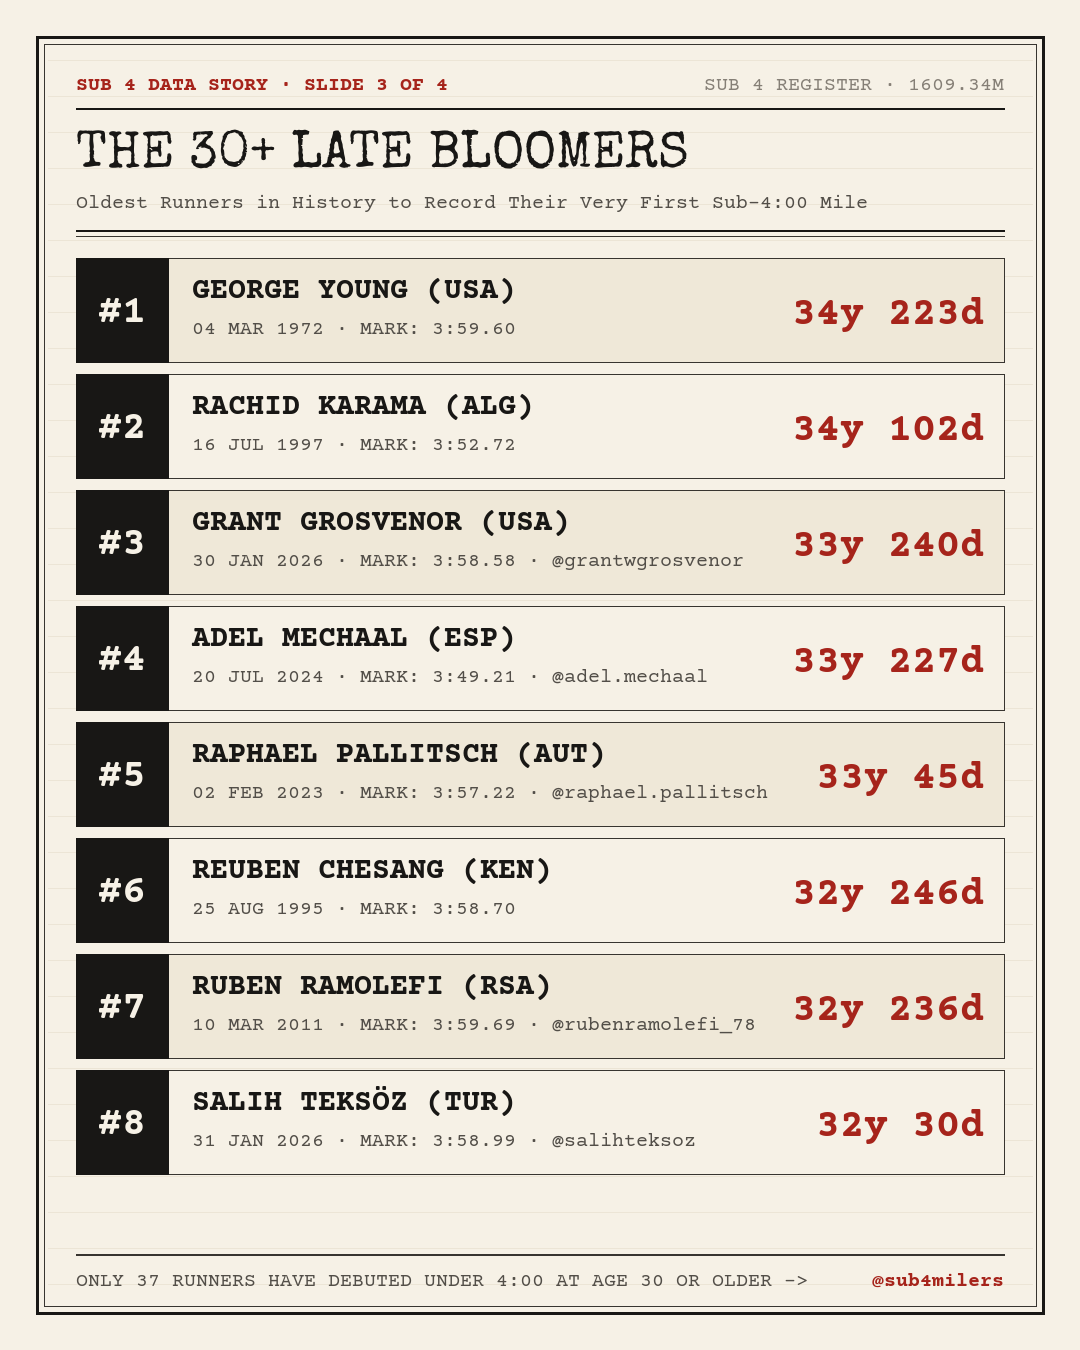 SUB 4 DATA STORY · SLIDE 3 OF 4
SUB 4 REGISTER · 1609.34M
THE 30+ LATE BLOOMERS
Oldest Runners in History to Record Their Very First Sub-4:00 Mile
#1
GEORGE YOUNG (USA)
04 MAR 1972 · MARK: 3:59.60
34y 223d
#2
RACHID KARAMA (ALG)
16 JUL 1997 · MARK: 3:52.72
34y 102d
#3
GRANT GROSVENOR (USA)
30 JAN 2026 · MARK: 3:58.58 · @grantwgrosvenor
33y 240d
#4
ADEL MECHAAL (ESP)
20 JUL 2024 · MARK: 3:49.21 · @adel.mechaal
33y 227d
#5
RAPHAEL PALLITSCH (AUT)
02 FEB 2023 · MARK: 3:57.22 · @raphael.pallitsch
33y 45d
#6
REUBEN CHESANG (KEN)
25 AUG 1995 · MARK: 3:58.70
32y 246d
#7
RUBEN RAMOLEFI (RSA)
10 MAR 2011 · MARK: 3:59.69 · @rubenramolefi_78
32y 236d
#8
SALIH TEKSÖZ (TUR)
31 JAN 2026 · MARK: 3:58.99 · @salihteksoz
32y 30d
ONLY 37 RUNNERS HAVE DEBUTED UNDER 4:00 AT AGE 30 OR OLDER ->
@sub4milers